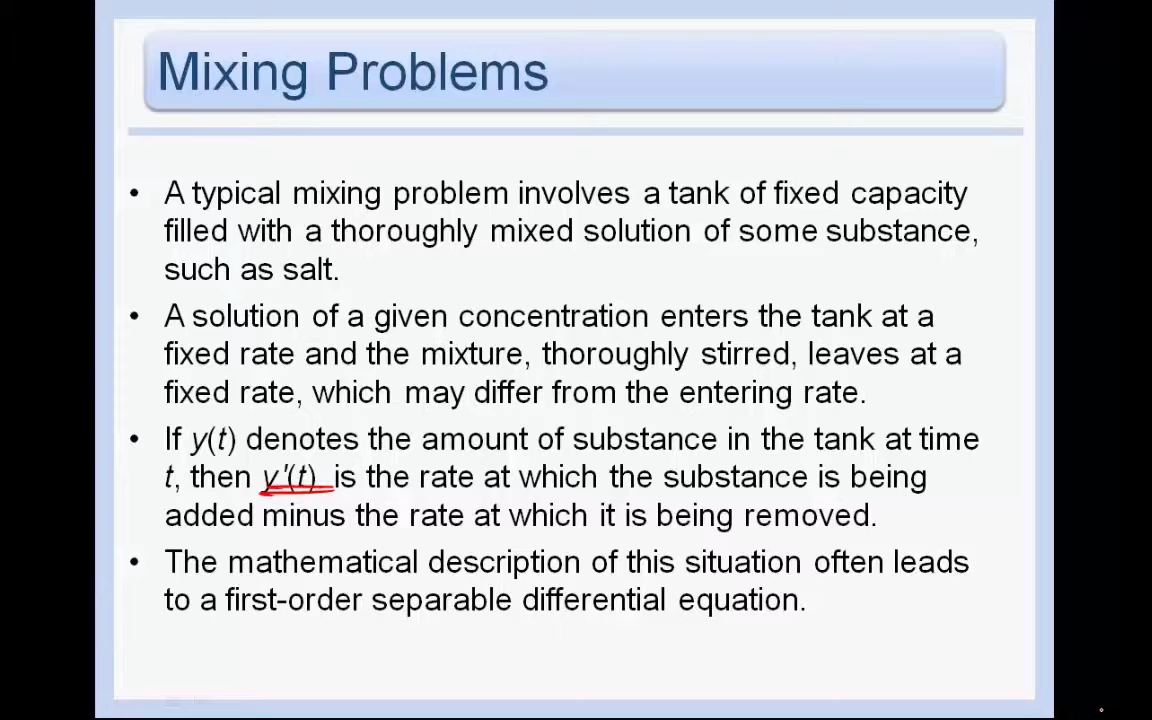 Mixing Problems
• A typical mixing problem involves a tank of fixed capacity
filled with a thoroughly mixed solution of some substance,
such as salt.
• A solution of a given concentration enters the tank at a
fixed rate and the mixture, thoroughly stirred, leaves at a
fixed rate, which may differ from the entering rate.
• If y(t) denotes the amount of substance in the tank at time
t, then y'(t) is the rate at which the substance is being
added minus the rate at which it is being removed.
• The mathematical description of this situation often leads
to a first-order separable differential equation.